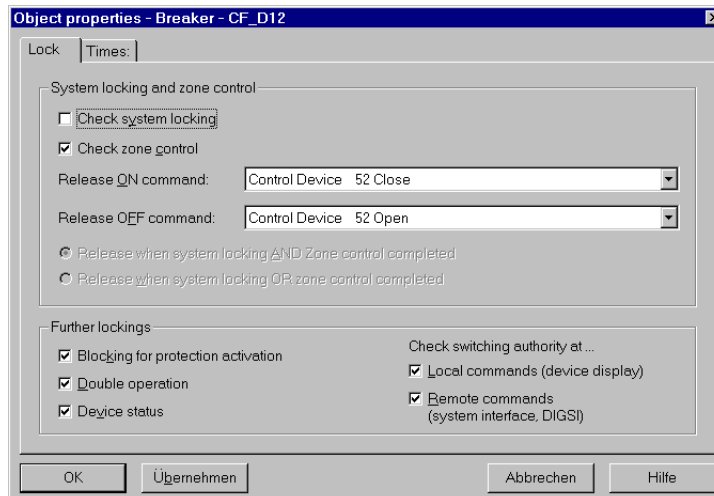 Object properties - Breaker - CF_D12
Lock
Times:
System locking and zone control
Check system locking
Check zone control
Release ON command:
Control Device 52 Close
Release OFF command:
Control Device 52 Open
Release when system locking AND Zone control completed
Release when system locking OR zone control completed
Further lockings
Blocking for protection activation
Double operation
Device status
Check switching authority at ...
Local commands (device display)
Remote commands
(system interface, DIGSI)
OK
Übernehmen
Abbrechen
Hilfe